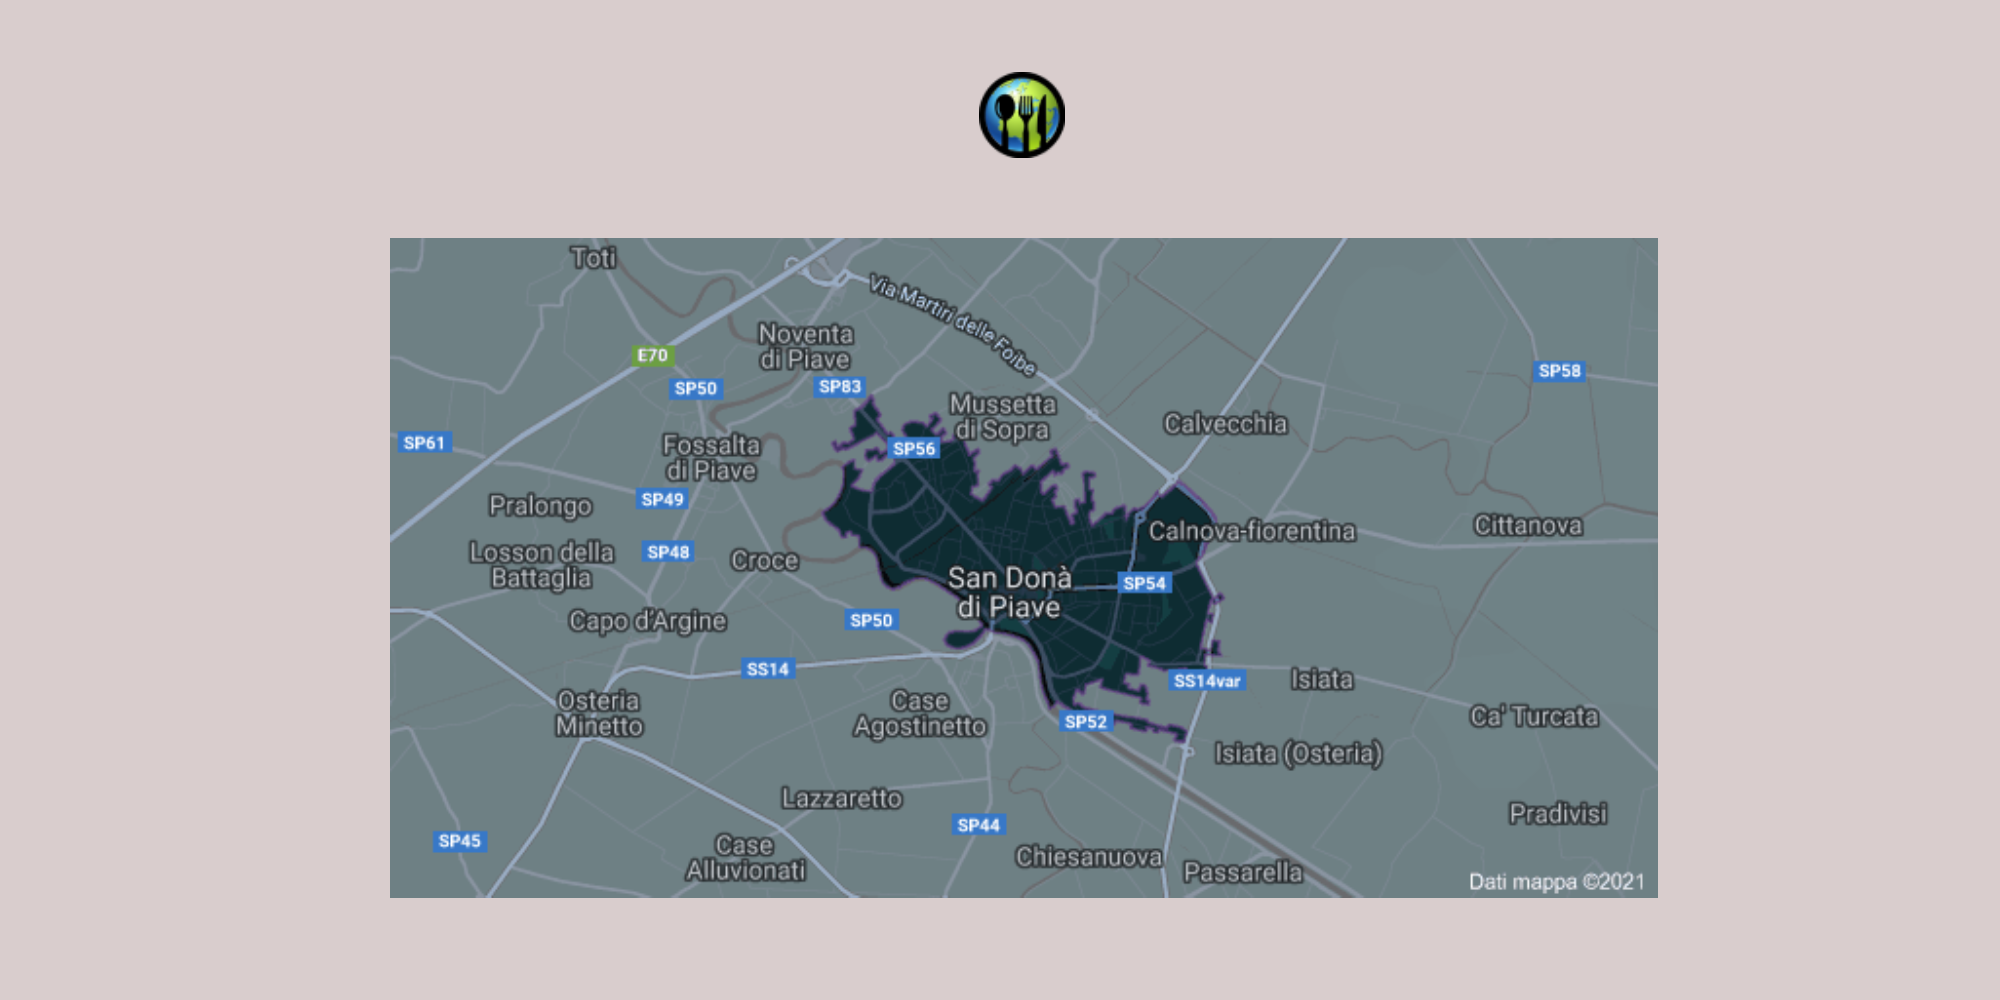 Toti
Via Martiri delle Foibe
Noventa
di Piave
E70
SP50
SP83
SP58
Mussetta
di Sopra
Calvecchia
SP61
Fossalta
di Piave
SP56
Pralongo
SP49
Calnova-fiorentina
Cittanova
Losson della
Battaglia
SP48
Croce
San Donà
di Piave
SP54
Capo d'Argine
SP50
SS14
SS14var
Isiata
Osteria
Minetto
Case
Agostinetto
SP52
Ca' Turcata
Isiata (Osteria)
Lazzaretto
Pradivisi
SP45
SP44
Case
Alluvionati
Chiesanuova
Passarella
Dati mappa ©2021